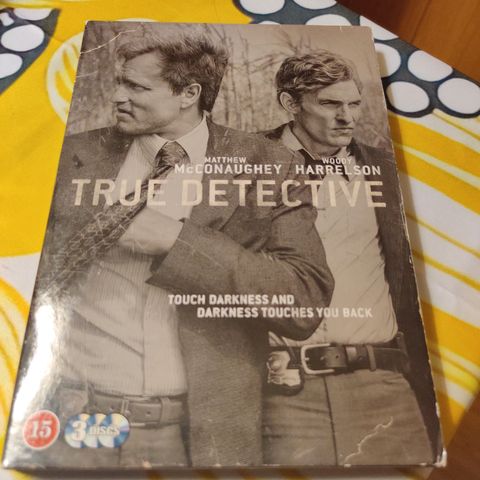 MATTHEW
McCONAUGHEY
WOODY
HARRELSON
TRUE DETECTIVE
TOUCH DARKNESS AND
DARKNESS TOUCHES YOU BACK
15
3 DISCS